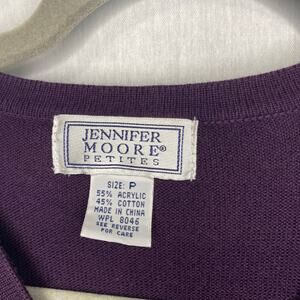 JENNIFER
MOORE®
PETITES
SIZE: P
55% ACRYLIC
45% COTTON
MADE IN CHINA
WPL 8046
SEE REVERSE
FOR CARE